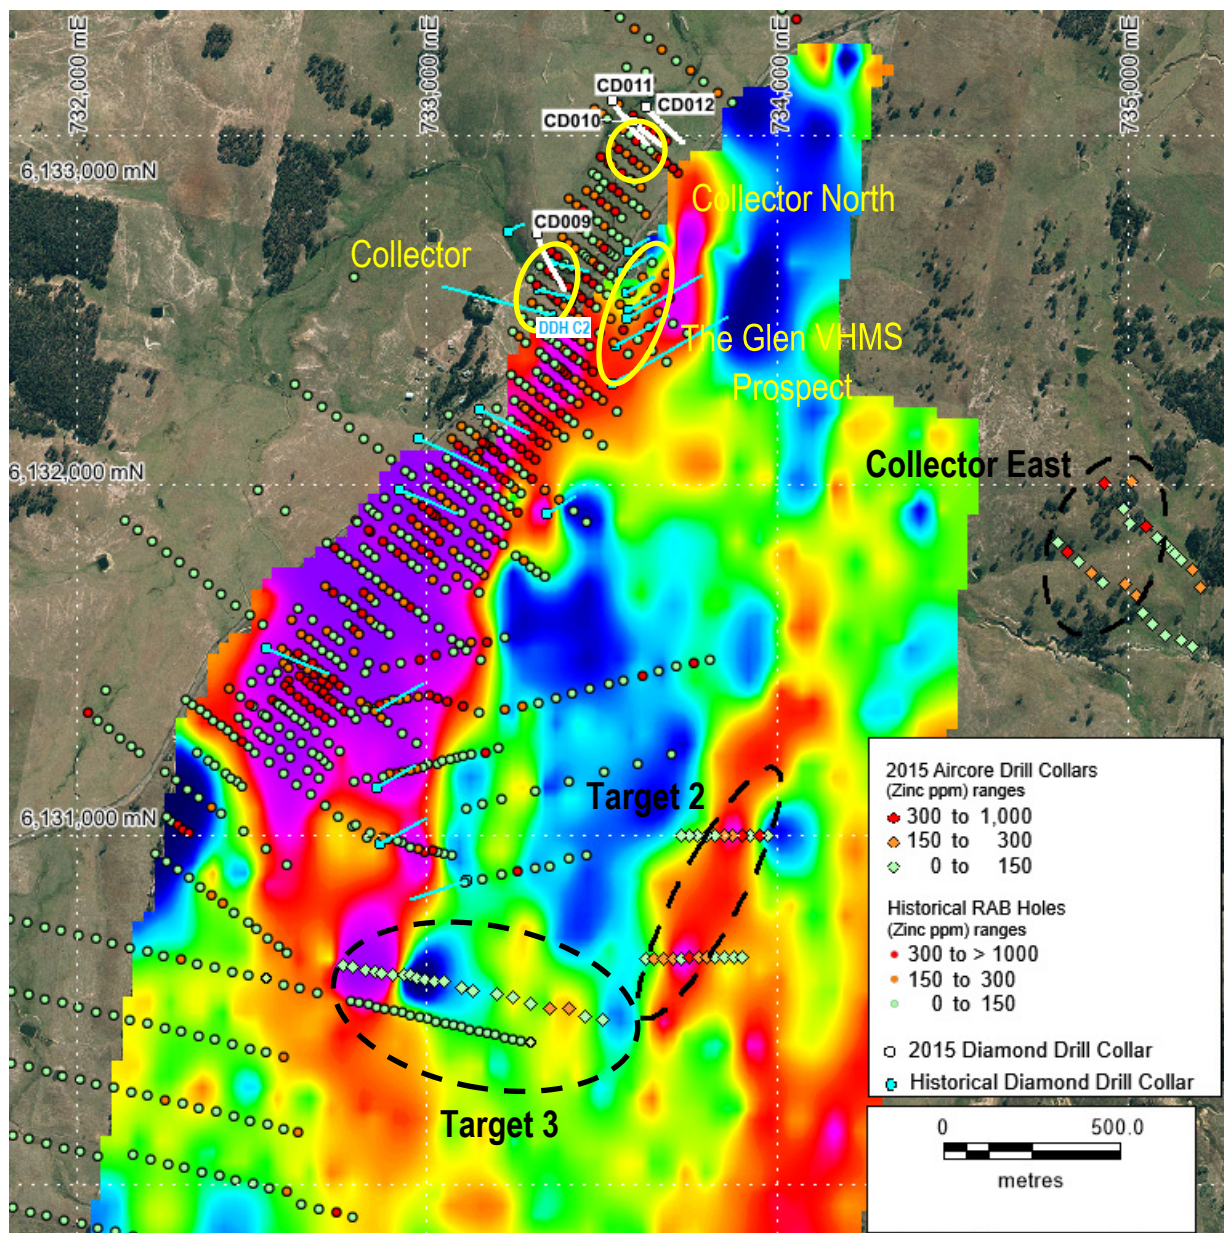 732,000 mE
733,000 mE
734,000 mE
735,000 mE
CD011
CD012
CD010
6,133,000 mN
Collector North
CD009
Collector
DDH C2
The Glen VHMS
Prospect
Collector East
6,132,000 mN
Target 2
6,131,000 mN
Target 3
2015 Aircore Drill Collars
(Zinc ppm) ranges
300 to 1,000
150 to 300
0 to 150
Historical RAB Holes
(Zinc ppm) ranges
300 to > 1000
150 to 300
0 to 150
2015 Diamond Drill Collar
Historical Diamond Drill Collar
0 500.0
metres